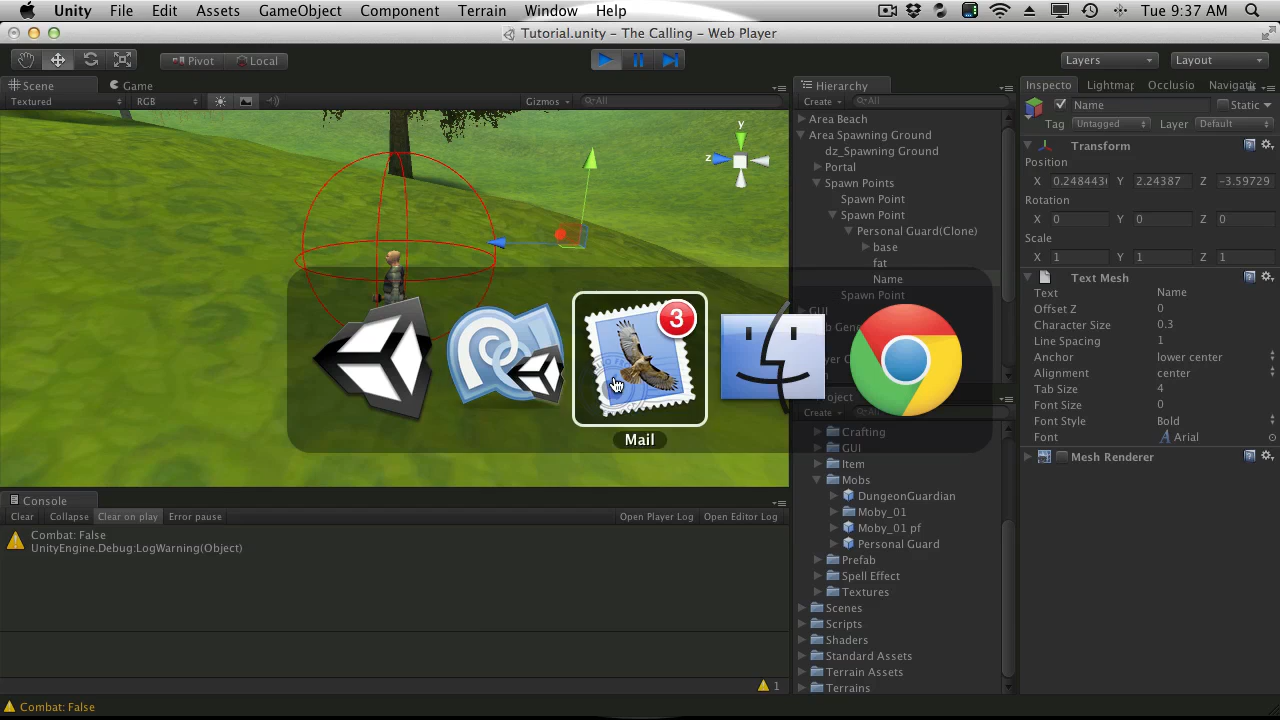 Unity File Edit Assets GameObject Component Terrain Window Help Tue 9:37 AM
Tutorial.unity - The Calling - Web Player
Pivot Local Layers Layout
Scene Game
Textured RGB Gizmos All
Hierarchy
Create All
Area Beach
Area Spawning Ground
dz_Spawning Ground
Portal
Spawn Points
Spawn Point
Spawn Point
Personal Guard(Clone)
base
fat
Name
Spawn Point
Create
Crafting
GUI
Item
Mobs
DungeonGuardian
Moby_01
Moby_01 pf
Personal Guard
Prefab
Spell Effect
Textures
Scenes
Scripts
Shaders
Standard Assets
Terrain Assets
Terrains
Inspecto Lightmap Occlusio Navigati
Name Static
Tag Untagged Layer Default
Transform
Position
X 0.248443 Y 2.24387 Z -3.59729
Rotation
X 0 Y 0 Z 0
Scale
X 1 Y 1 Z 1
Text Mesh
Text Name
Offset Z 0
Character Size 0.3
Line Spacing 1
Anchor lower center
Alignment center
Tab Size 4
Font Size 0
Font Style Bold
Font Arial
Mesh Renderer
y
z
3
Mail
Console
Clear Collapse Clear on play Error pause Open Player Log Open Editor Log
Combat: False
UnityEngine.Debug:LogWarning(Object)
1
Combat: False